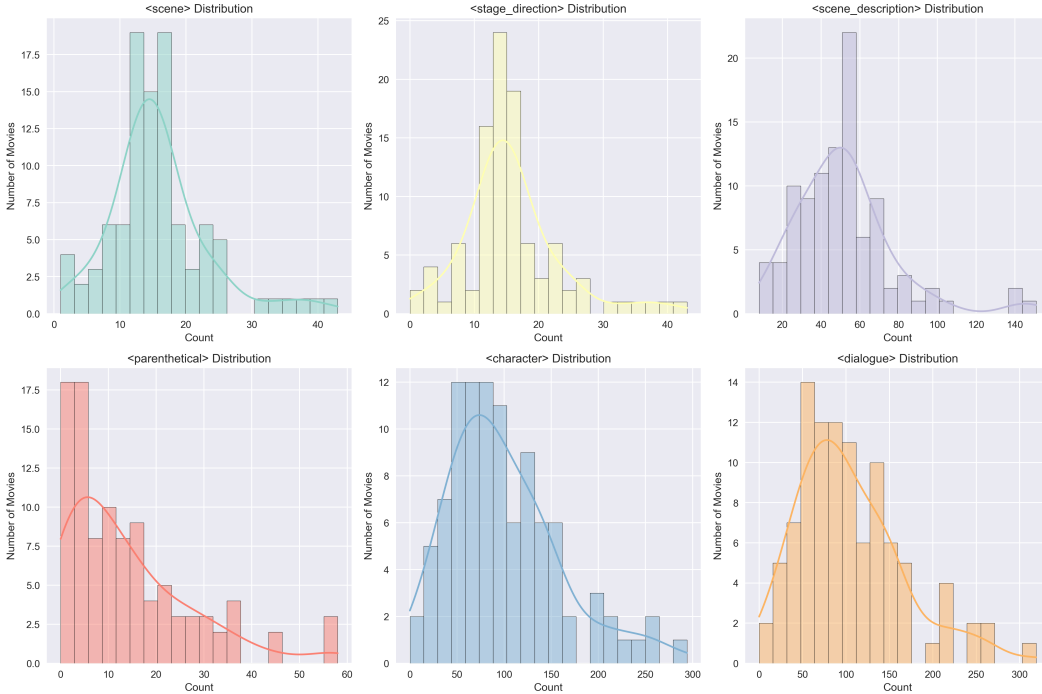 <scene> Distribution
Number of Movies
17.5
15.0
12.5
10.0
7.5
5.0
2.5
0.0
0 10 20 30 40
Count
<stage_direction> Distribution
Number of Movies
25
20
15
10
5
0
0 10 20 30 40
Count
<scene_description> Distribution
Number of Movies
20
15
10
5
0
20 40 60 80 100 120 140
Count
<parenthetical> Distribution
Number of Movies
17.5
15.0
12.5
10.0
7.5
5.0
2.5
0.0
0 10 20 30 40 50 60
Count
<character> Distribution
Number of Movies
12
10
8
6
4
2
0
0 50 100 150 200 250 300
Count
<dialogue> Distribution
Number of Movies
14
12
10
8
6
4
2
0
0 50 100 150 200 250 300
Count